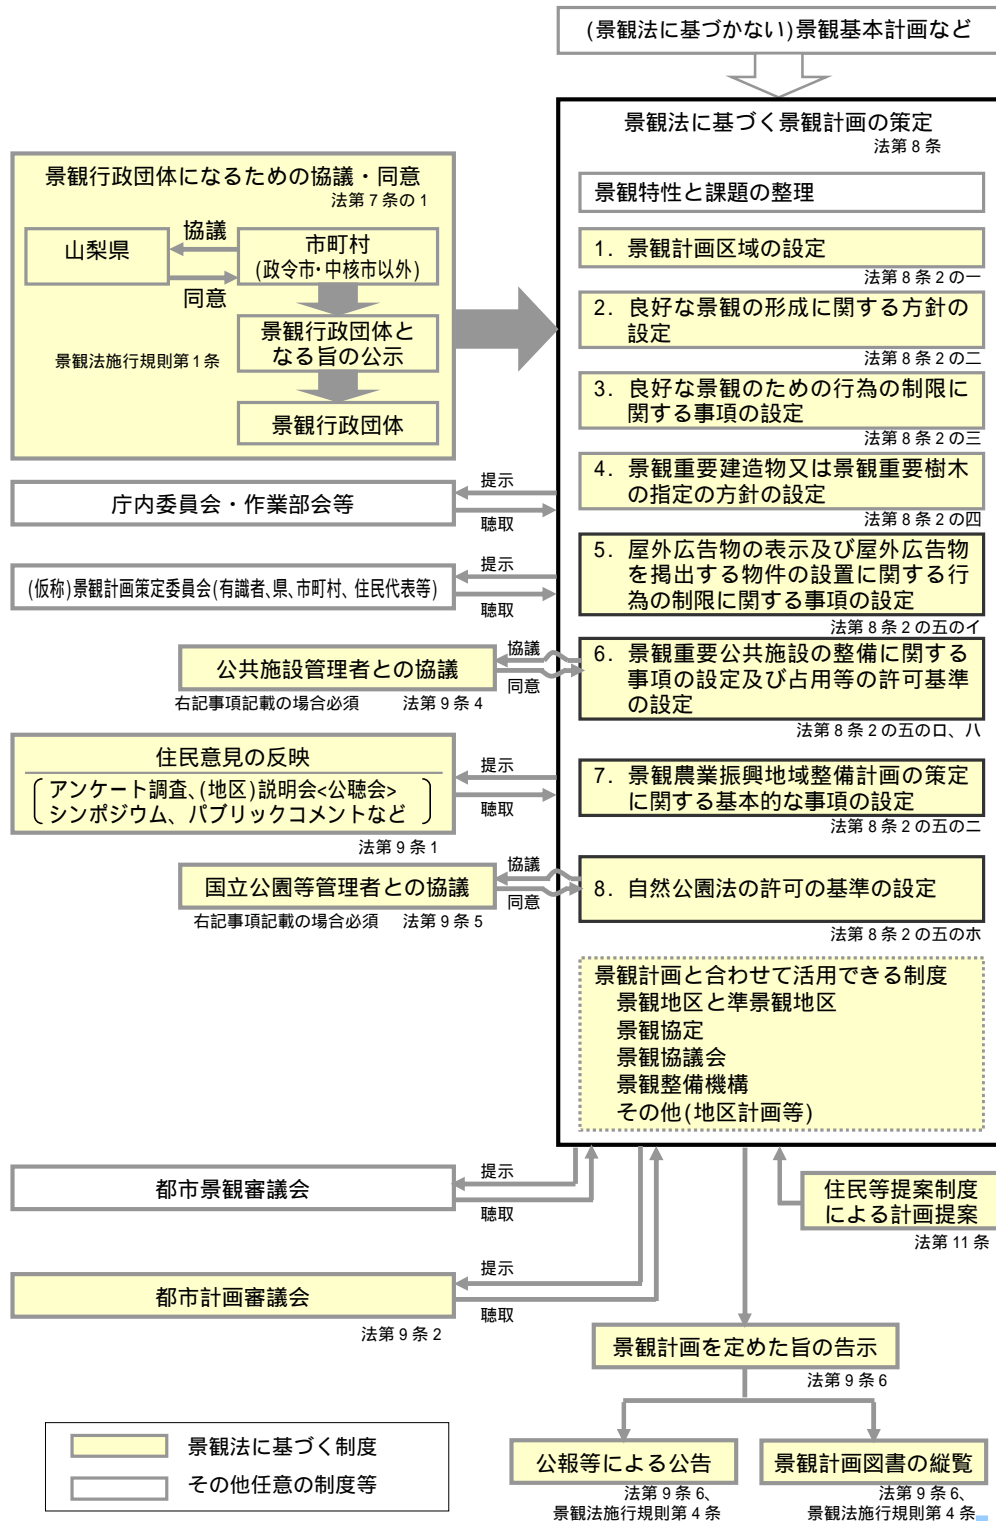 (景観法に基づかない)景観基本計画など
景観法に基づく景観計画の策定
法第8条
景観特性と課題の整理
1. 景観計画区域の設定
法第8条2の一
2. 良好な景観の形成に関する方針の
設定
法第8条2の二
3. 良好な景観のための行為の制限に
関する事項の設定
法第8条2の三
4. 景観重要建造物又は景観重要樹木
の指定の方針の設定
法第8条2の四
5. 屋外広告物の表示及び屋外広告物
を掲出する物件の設置に関する行
為の制限に関する事項の設定
法第8条2の五のイ
6. 景観重要公共施設の整備に関する
事項の設定及び占用等の許可基準
の設定
法第8条2の五のロ、ハ
7. 景観農業振興地域整備計画の策定
に関する基本的な事項の設定
法第8条2の五のニ
8. 自然公園法の許可の基準の設定
法第8条2の五のホ
景観計画と合わせて活用できる制度
景観地区と準景観地区
景観協定
景観協議会
景観整備機構
その他(地区計画等)
景観行政団体になるための協議・同意
法第7条の1
山梨県
協議
同意
市町村
(政令市・中核市以外)
景観行政団体と
なる旨の公示
景観法施行規則第1条
景観行政団体
庁内委員会・作業部会等
提示
聴取
(仮称)景観計画策定委員会(有識者、県、市町村、住民代表等)
提示
聴取
公共施設管理者との協議
協議
同意
右記事項記載の場合必須 法第9条4
住民意見の反映
アンケート調査、(地区)説明会<公聴会>
シンポジウム、パブリックコメントなど
提示
聴取
法第9条1
国立公園等管理者との協議
協議
同意
右記事項記載の場合必須 法第9条5
都市景観審議会
提示
聴取
都市計画審議会
提示
聴取
法第9条2
住民等提案制度
による計画提案
法第11条
景観計画を定めた旨の告示
法第9条6
公報等による公告
法第9条6、
景観法施行規則第4条
景観計画図書の縦覧
法第9条6、
景観法施行規則第4条
景観法に基づく制度
その他任意の制度等